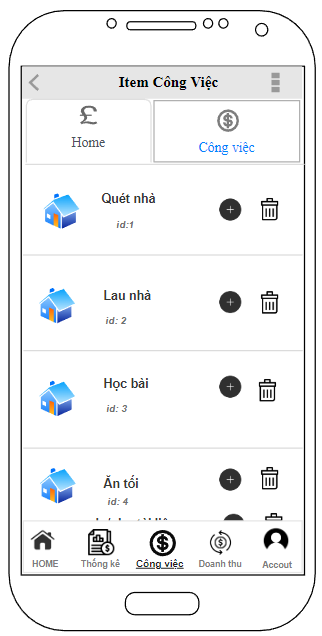 Item Công Việc
£
Home
Công việc
Quét nhà
id:1
Lau nhà
id: 2
Học bài
id: 3
Ăn tối
id: 4
HOME Thống kê Công việc Doanh thu Accout